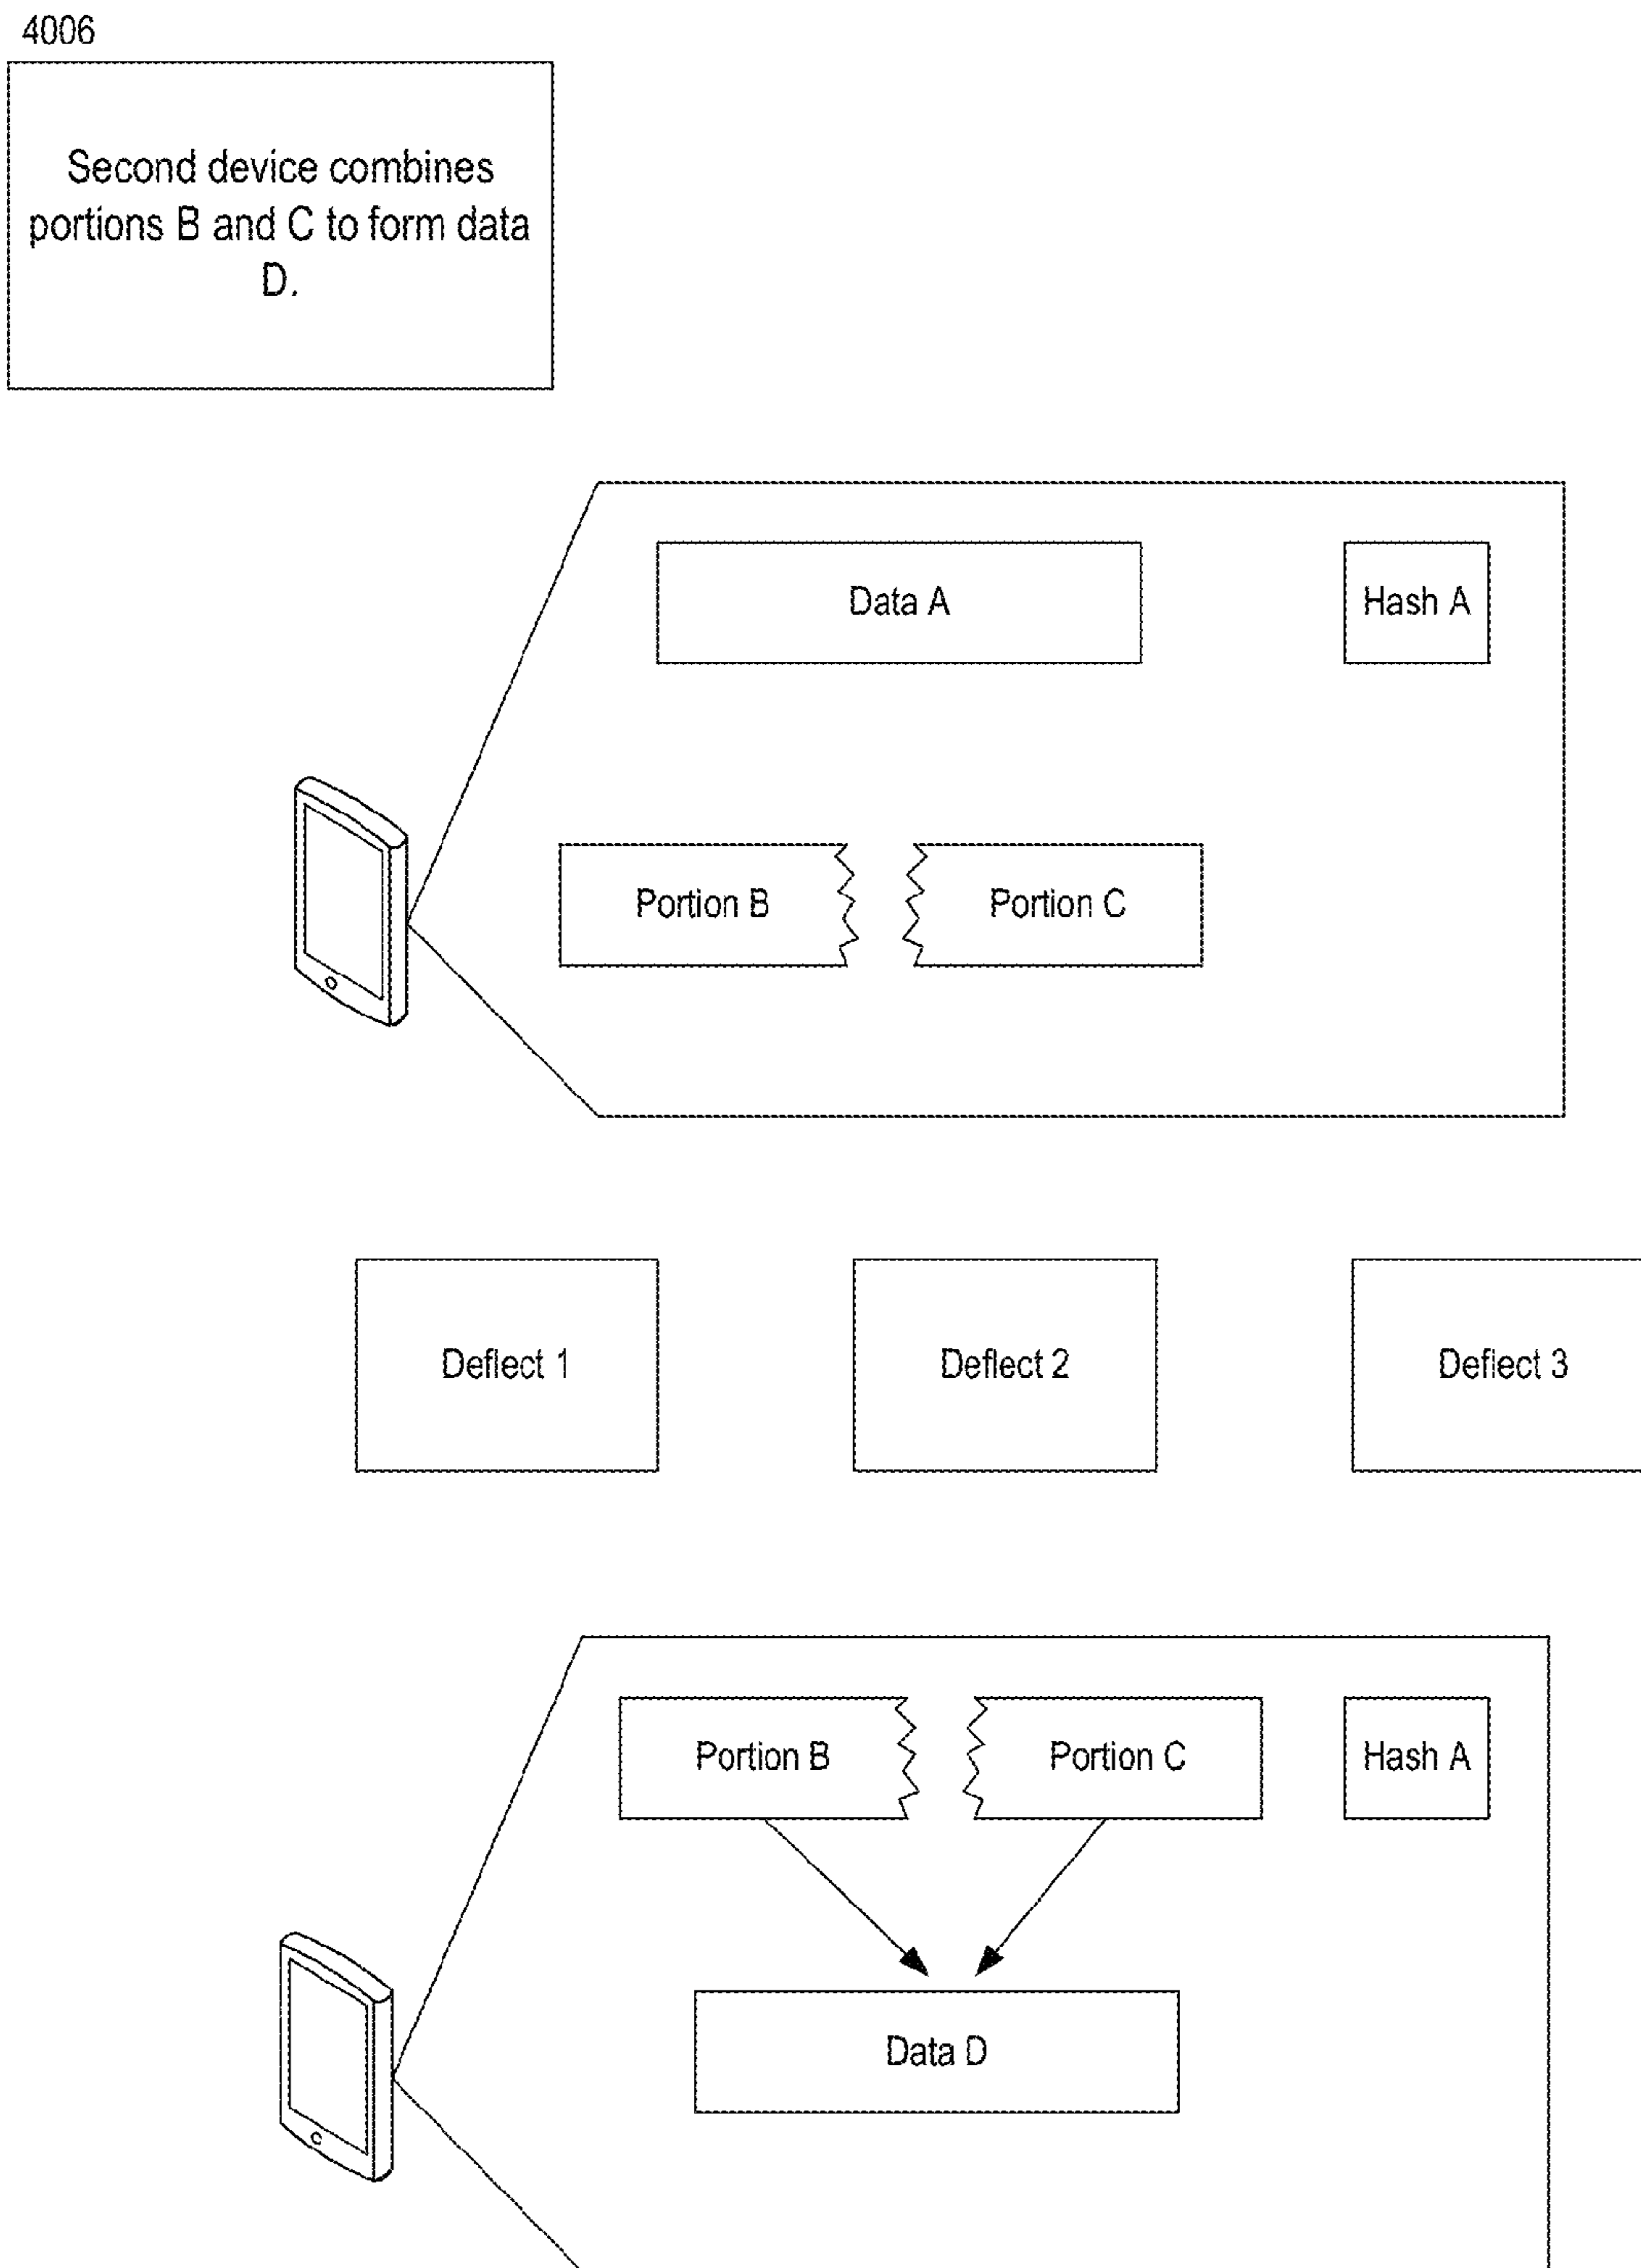 4006
Second device combines
portions B and C to form data
D.
Data A
Hash A
Portion B
Portion C
Deflect 1
Deflect 2
Deflect 3
Portion B
Portion C
Hash A
Data D